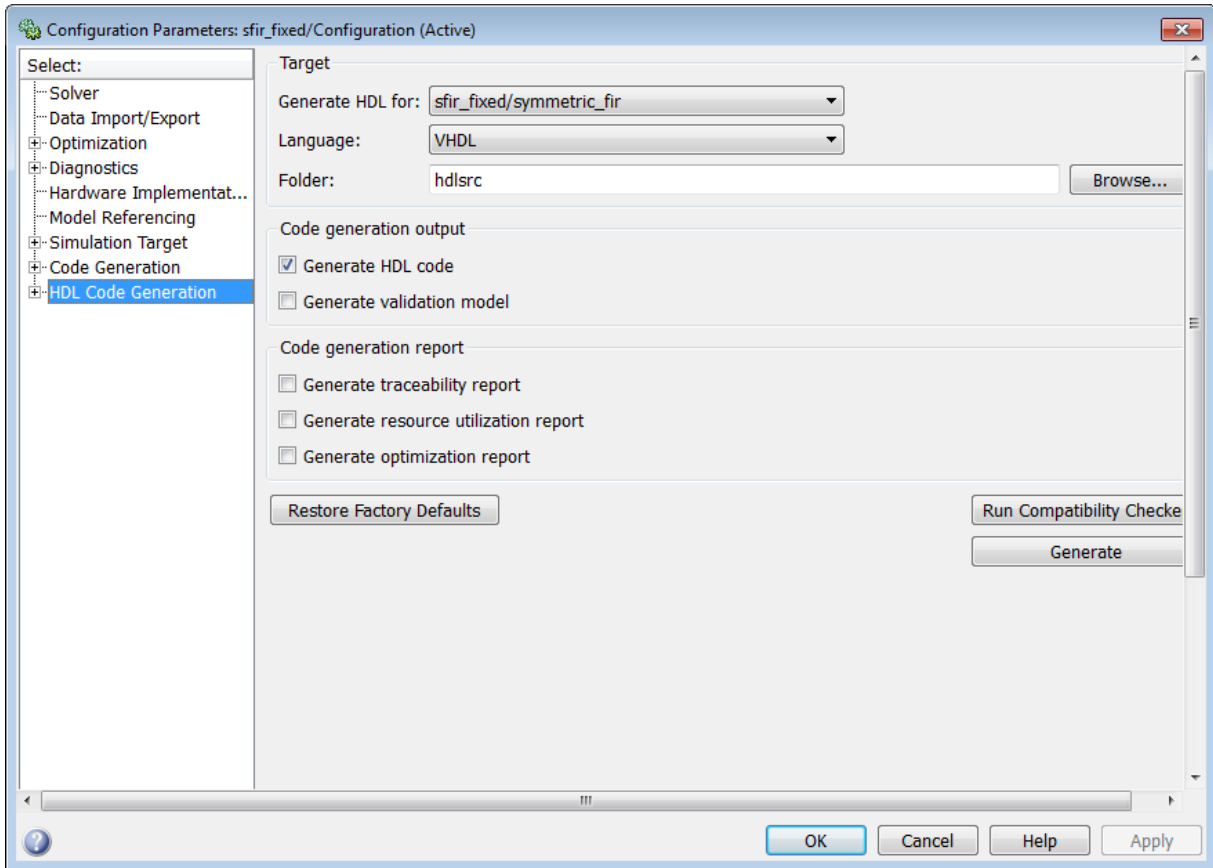 Configuration Parameters: sfir_fixed/Configuration (Active)
Select:
Solver
Data Import/Export
Optimization
Diagnostics
Hardware Implementat...
Model Referencing
Simulation Target
Code Generation
HDL Code Generation
Target
Generate HDL for: sfir_fixed/symmetric_fir
Language: VHDL
Folder: hdlsrc Browse...
Code generation output
Generate HDL code
Generate validation model
Code generation report
Generate traceability report
Generate resource utilization report
Generate optimization report
Restore Factory Defaults Run Compatibility Checke
Generate
OK Cancel Help Apply